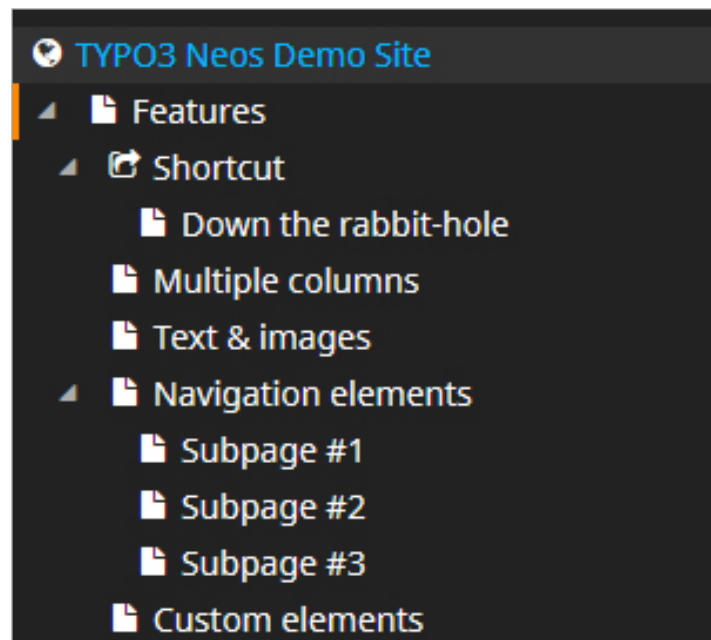 TYPO3 Neos Demo Site
Features
Shortcut
Down the rabbit-hole
Multiple columns
Text & images
Navigation elements
Subpage #1
Subpage #2
Subpage #3
Custom elements